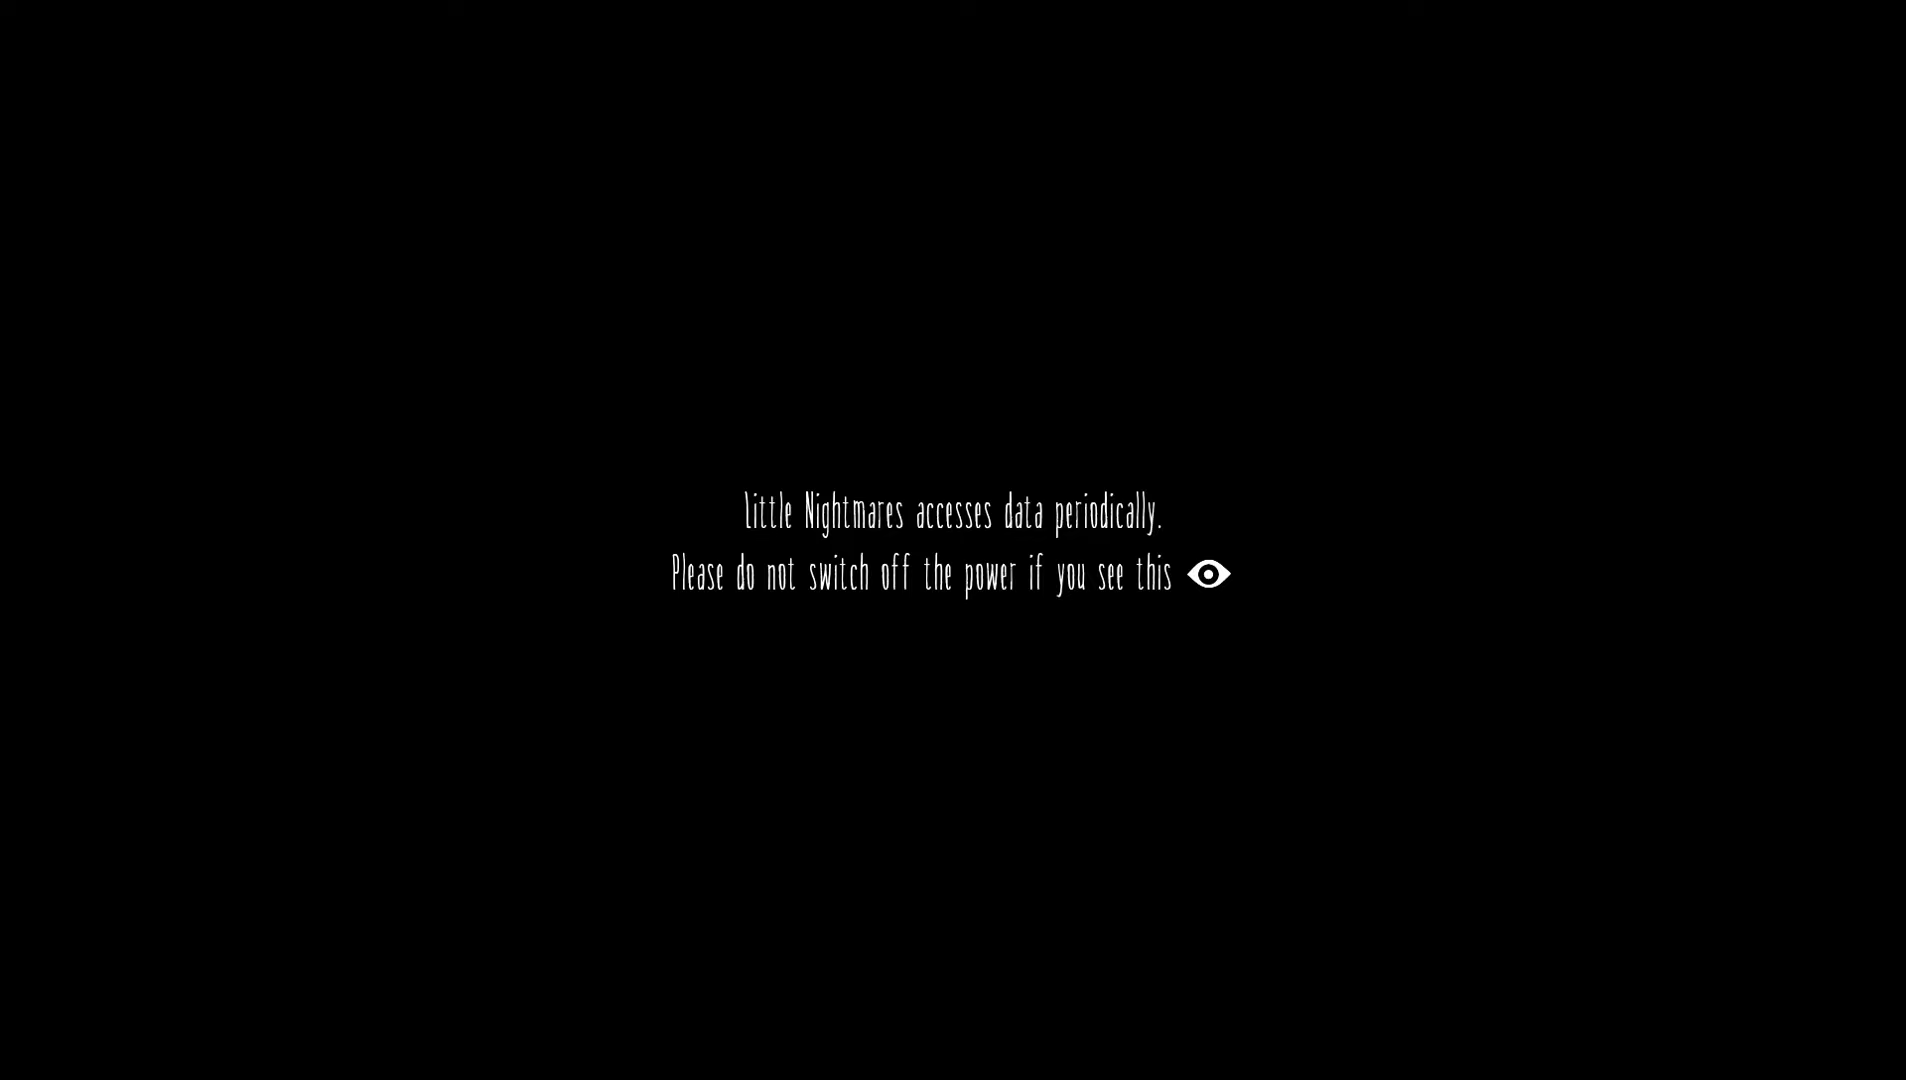 Little Nightmares accesses data periodically.
Please do not switch off the power if you see this